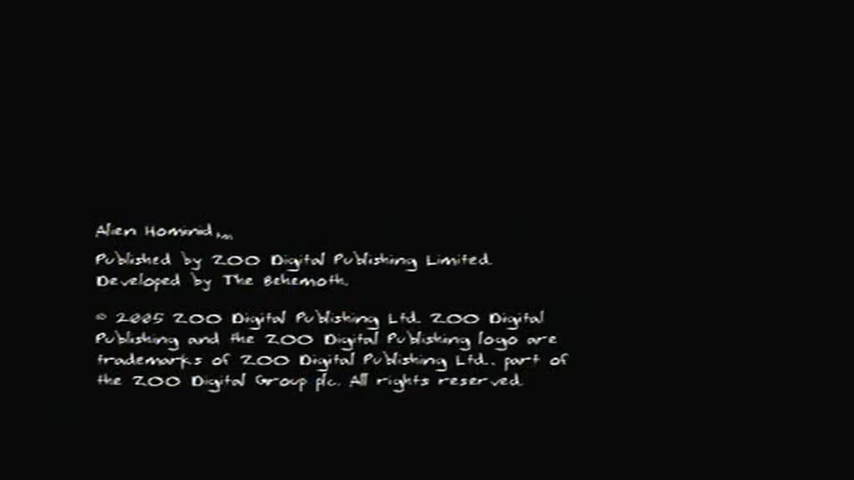 Alien Hominid™
Published by ZOO Digital Publishing Limited.
Developed by The Behemoth.
© 2005 ZOO Digital Publishing Ltd. ZOO Digital
Publishing and the ZOO Digital Publishing logo are
trademarks of ZOO Digital Publishing Ltd., part of
the ZOO Digital Group plc. All rights reserved.